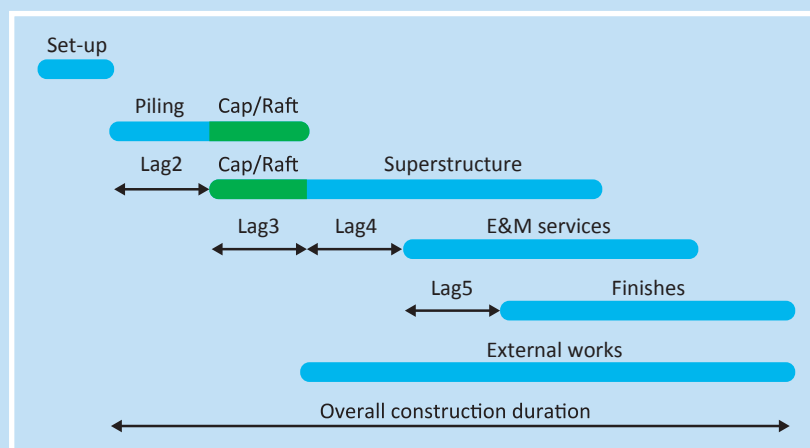 Set-up
Piling Cap/Raft
Lag2 Cap/Raft Superstructure
Lag3 Lag4 E&M services
Lag5 Finishes
External works
Overall construction duration